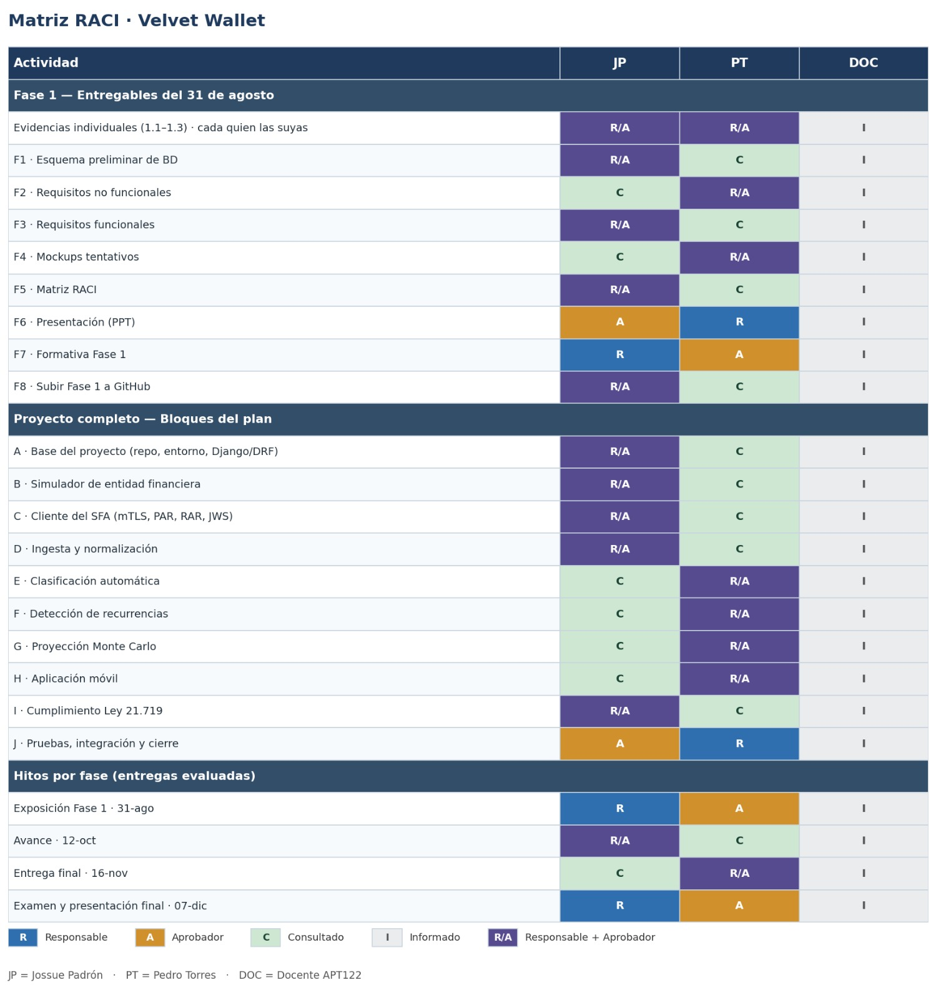 Matriz RACI · Velvet Wallet
Actividad JP PT DOC
Fase 1 — Entregables del 31 de agosto
Evidencias individuales (1.1–1.3) · cada quien las suyas R/A R/A I
F1 · Esquema preliminar de BD R/A C I
F2 · Requisitos no funcionales C R/A I
F3 · Requisitos funcionales R/A C I
F4 · Mockups tentativos C R/A I
F5 · Matriz RACI R/A C I
F6 · Presentación (PPT) A R I
F7 · Formativa Fase 1 R A I
F8 · Subir Fase 1 a GitHub R/A C I
Proyecto completo — Bloques del plan
A · Base del proyecto (repo, entorno, Django/DRF) R/A C I
B · Simulador de entidad financiera R/A C I
C · Cliente del SFA (mTLS, PAR, RAR, JWS) R/A C I
D · Ingesta y normalización R/A C I
E · Clasificación automática C R/A I
F · Detección de recurrencias C R/A I
G · Proyección Monte Carlo C R/A I
H · Aplicación móvil C R/A I
I · Cumplimiento Ley 21.719 R/A C I
J · Pruebas, integración y cierre A R I
Hitos por fase (entregas evaluadas)
Exposición Fase 1 · 31-ago R A I
Avance · 12-oct R/A C I
Entrega final · 16-nov C R/A I
Examen y presentación final · 07-dic R A I
R Responsable A Aprobador C Consultado I Informado R/A Responsable + Aprobador
JP = Jossue Padrón · PT = Pedro Torres · DOC = Docente APT122